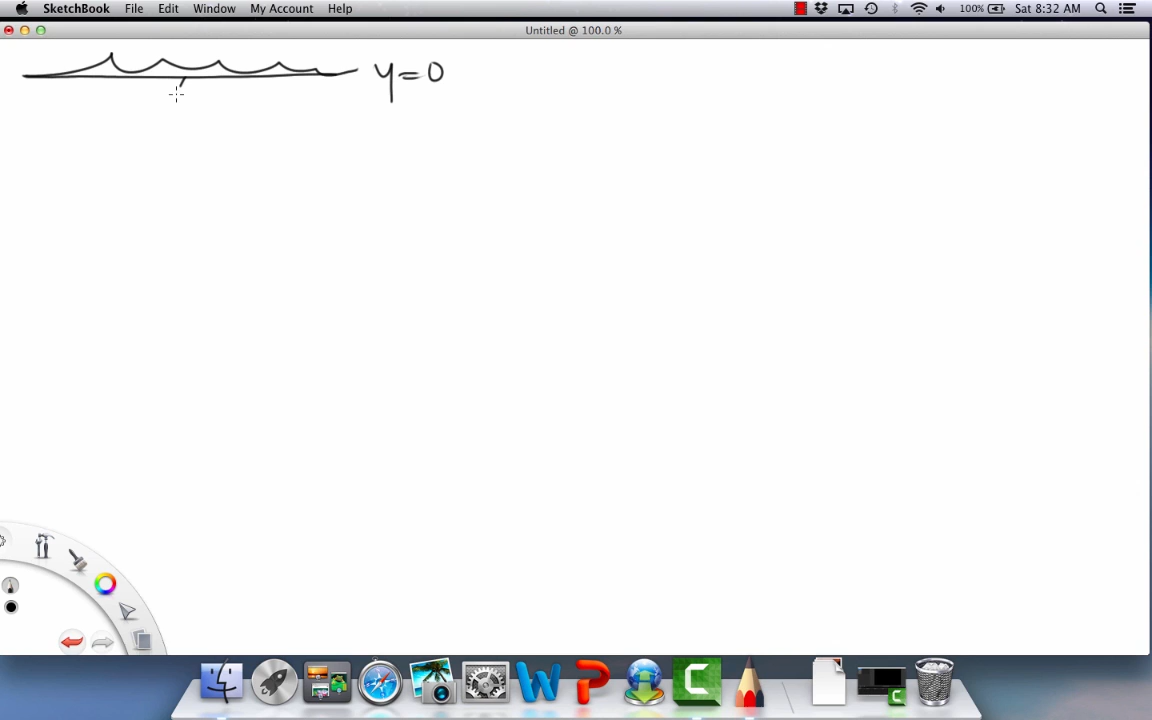 SketchBook File Edit Window My Account Help 100% Sat 8:32 AM
Untitled @ 100.0 %
y=0